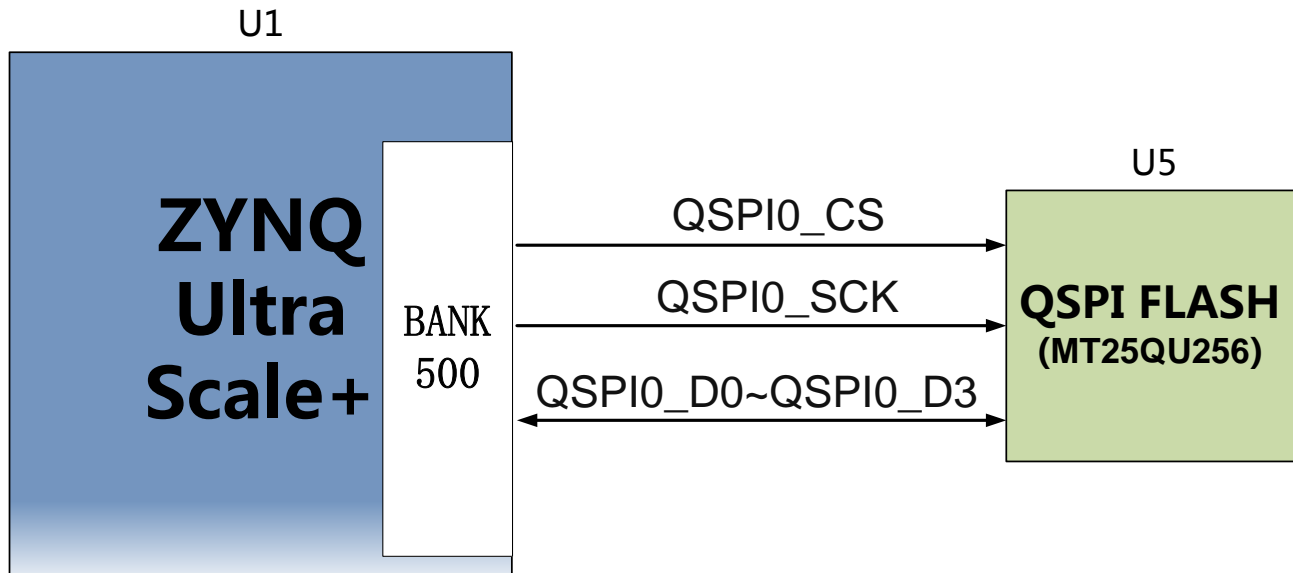 U1
ZYNQ
Ultra
Scale+
BANK
500
QSPI0_CS
QSPI0_SCK
QSPI0_D0~QSPI0_D3
U5
QSPI FLASH
(MT25QU256)